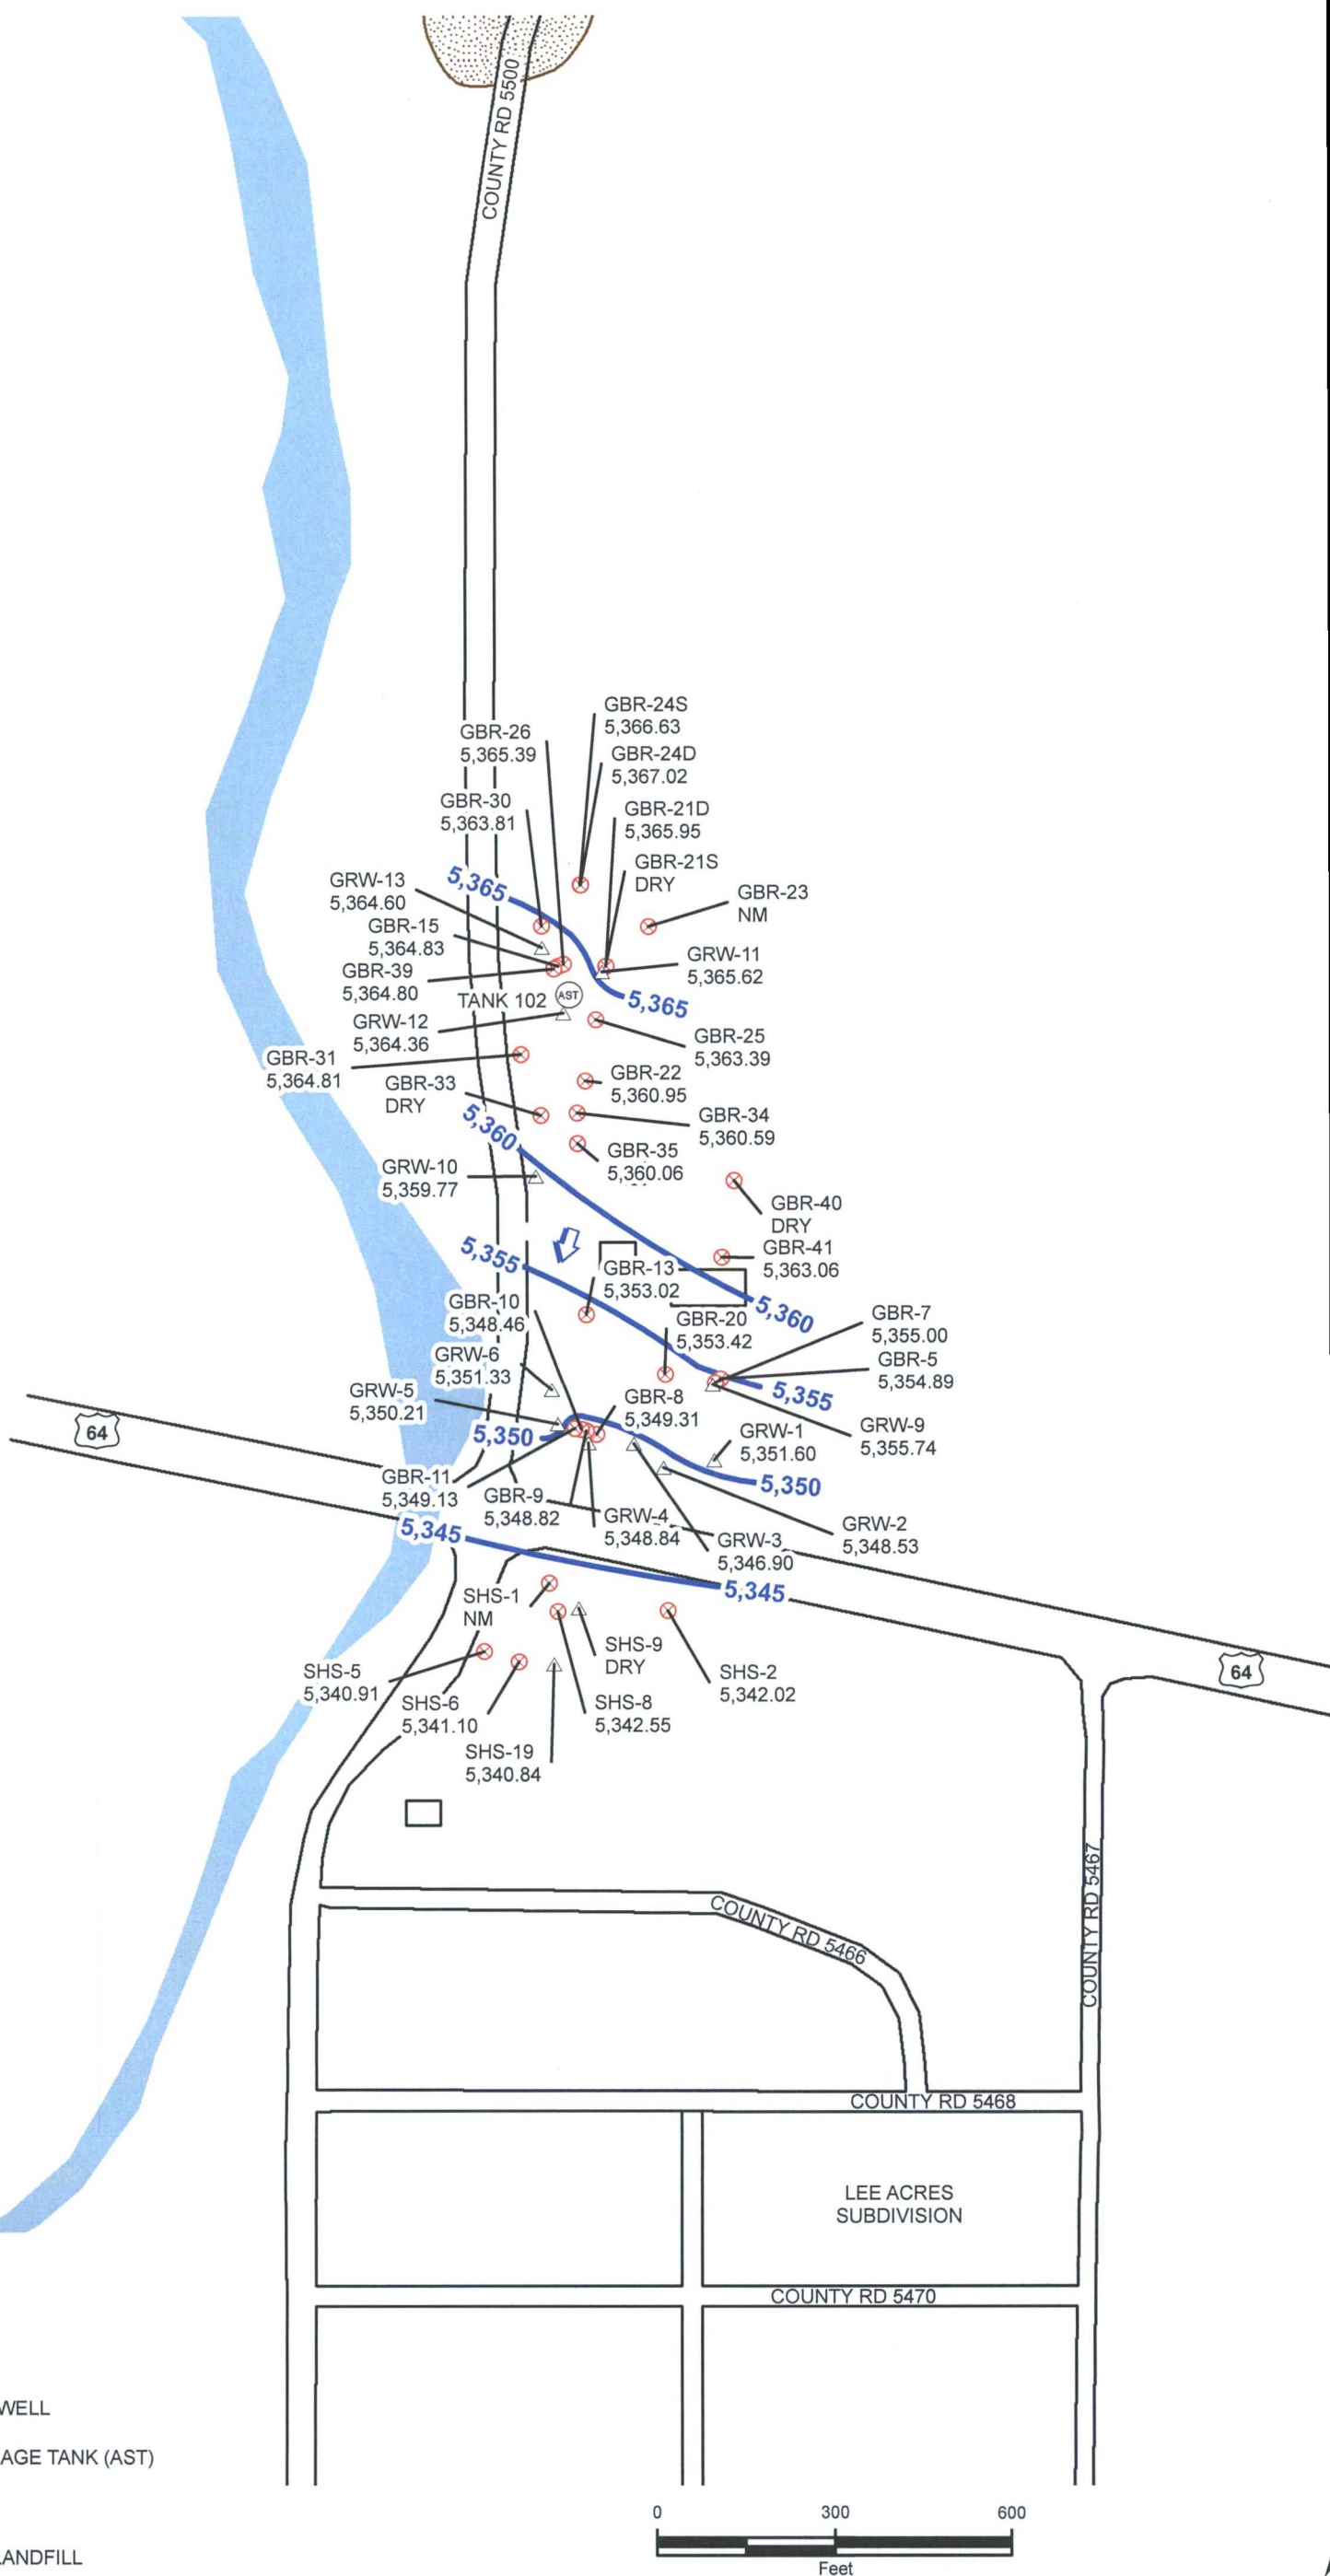 COUNTY RD 5500
GBR-24S
5,366.63
GBR-26
5,365.39
GBR-24D
5,367.02
GBR-30
5,363.81
GBR-21D
5,365.95
GBR-21S
DRY
5,365
GRW-13
5,364.60
GBR-23
NM
GBR-15
5,364.83
GRW-11
5,365.62
GBR-39
5,364.80
TANK 102
AST
5,365
GRW-12
5,364.36
GBR-25
5,363.39
GBR-31
5,364.81
GBR-22
5,360.95
GBR-33
DRY
GBR-34
5,360.59
5,360
GBR-35
5,360.06
GRW-10
5,359.77
GBR-40
DRY
5,355
GBR-41
5,363.06
GBR-13
5,353.02
GBR-10
5,348.46
5,360
GBR-20
5,353.42
GBR-7
5,355.00
GRW-6
5,351.33
GBR-5
5,354.89
GRW-5
5,350.21
5,355
GBR-8
5,349.31
GRW-9
5,355.74
64
5,350
GRW-1
5,351.60
GBR-11
5,349.13
5,350
GBR-9
5,348.82
GRW-4
5,348.84
GRW-2
5,348.53
5,345
GRW-3
5,346.90
5,345
SHS-1
NM
SHS-9
DRY
SHS-5
5,340.91
SHS-2
5,342.02
64
SHS-6
5,341.10
SHS-8
5,342.55
SHS-19
5,340.84
COUNTY RD 5467
COUNTY RD 5466
COUNTY RD 5468
LEE ACRES
SUBDIVISION
COUNTY RD 5470
WELL
AGE TANK (AST)
LANDFILL
0 300 600
Feet